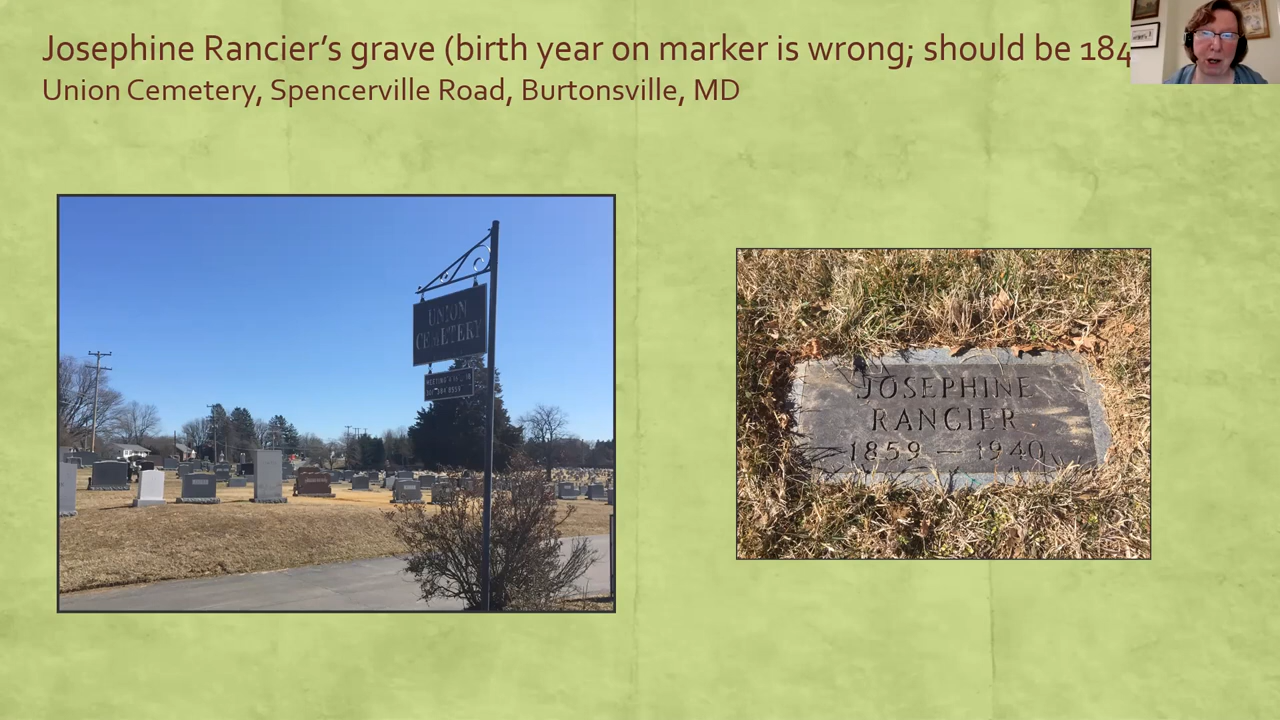 Josephine Rancier’s grave (birth year on marker is wrong; should be 184
Union Cemetery, Spencerville Road, Burtonsville, MD
UNION
CEMETERY
JOSEPHINE
RANCIER
1859 — 1940